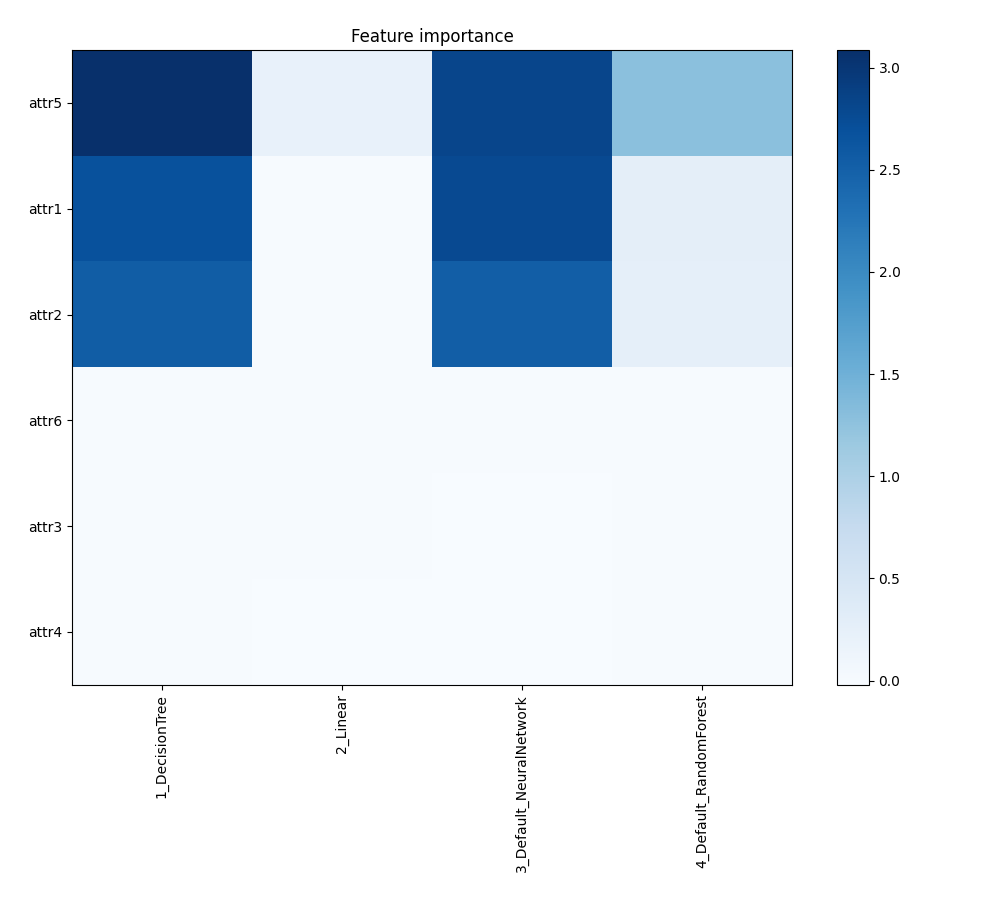 Feature importance
attr5
attr1
attr2
attr6
attr3
attr4
1_DecisionTree
2_Linear
3_Default_NeuralNetwork
4_Default_RandomForest
3.0
2.5
2.0
1.5
1.0
0.5
0.0